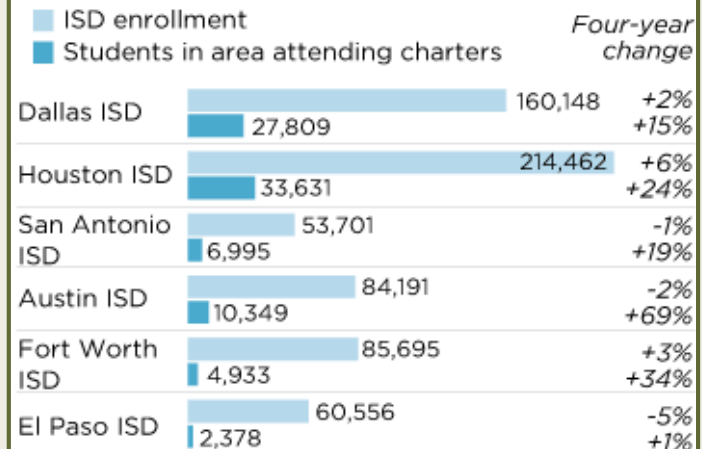 ISD enrollment
Students in area attending charters
Four-year
change
Dallas ISD
160,148 +2%
27,809 +15%
Houston ISD
214,462 +6%
33,631 +24%
San Antonio
ISD
53,701 -1%
6,995 +19%
Austin ISD
84,191 -2%
10,349 +69%
Fort Worth
ISD
85,695 +3%
4,933 +34%
El Paso ISD
60,556 -5%
2,378 +1%